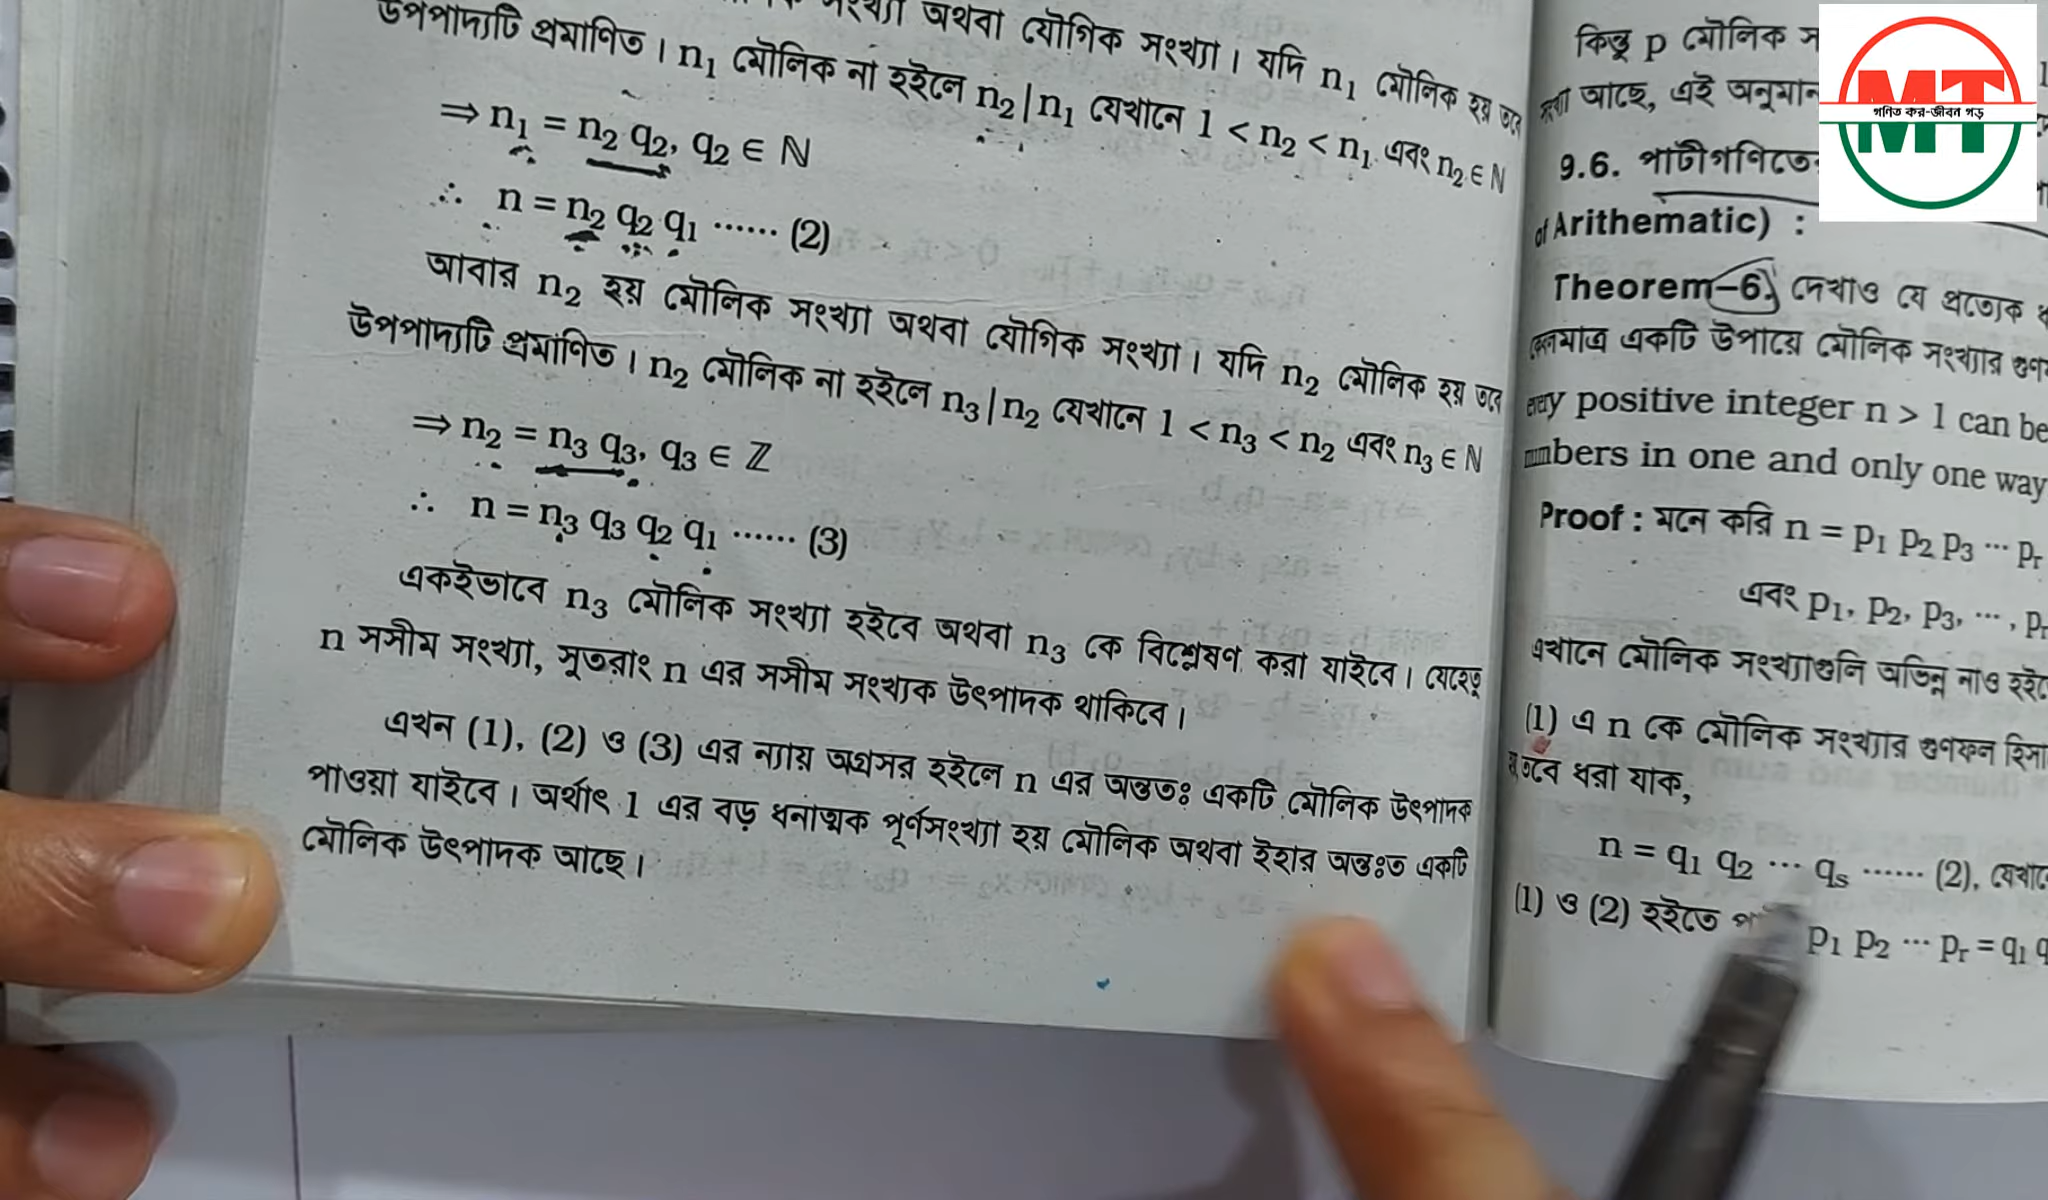 সংখ্যা অথবা যৌগিক সংখ্যা। যদি n₁ মৌলিক হয় তবে
উপপাদ্যটি প্রমাণিত। n₁ মৌলিক না হইলে n₂|n₁ যেখানে 1 < n₂ < n₁ এবং n₂ ∈ ℕ
⇒ n₁ = n₂ q₂, q₂ ∈ ℕ
∴ n = n₂ q₂ q₁ ······ (2)
আবার n₂ হয় মৌলিক সংখ্যা অথবা যৌগিক সংখ্যা। যদি n₂ মৌলিক হয় তবে
উপপাদ্যটি প্রমাণিত। n₂ মৌলিক না হইলে n₃|n₂ যেখানে 1 < n₃ < n₂ এবং n₃ ∈ ℕ
⇒ n₂ = n₃ q₃, q₃ ∈ ℤ
∴ n = n₃ q₃ q₂ q₁ ······ (3)
একইভাবে n₃ মৌলিক সংখ্যা হইবে অথবা n₃ কে বিশ্লেষণ করা যাইবে। যেহেতু
n সসীম সংখ্যা, সুতরাং n এর সসীম সংখ্যক উৎপাদক থাকিবে।
এখন (1), (2) ও (3) এর ন্যায় অগ্রসর হইলে n এর অন্ততঃ একটি মৌলিক উৎপাদক
পাওয়া যাইবে। অর্থাৎ 1 এর বড় ধনাত্মক পূর্ণসংখ্যা হয় মৌলিক অথবা ইহার অন্তঃত একটি
মৌলিক উৎপাদক আছে।
কিন্তু p মৌলিক
আছে, এই অনুমান
9.6. পাটীগণিতের
of Arithematic) :
Theorem–6. দেখাও যে প্রত্যেক
একটি উপায়ে মৌলিক সংখ্যার
every positive integer n > 1 can be
numbers in one and only one way
Proof : মনে করি n = p₁ p₂ p₃ ··· pᵣ
এবং p₁, p₂, p₃, ··· , pᵣ
এখানে মৌলিক সংখ্যাগুলি অভিন্ন নাও
(1) এ n কে মৌলিক সংখ্যার গুণফল
তবে ধরা যাক,
n = q₁ q₂ ··· qₛ ······ (2),
(1) ও (2) হইতে p₁ p₂ ··· pᵣ = q₁
MT
গণিত কর-জীবন গড়